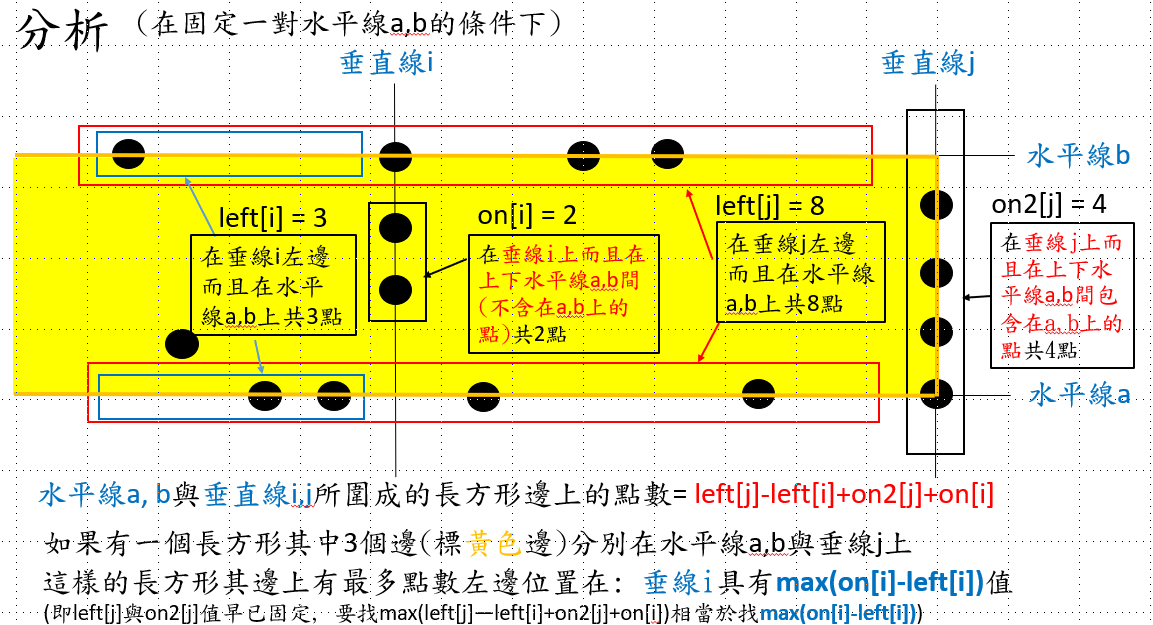 分析 （在固定一對水平線a,b的條件下）
垂直線i
垂直線j
水平線b
left[i] = 3
在垂線i左邊
而且在水平
線a,b上共3點
on[i] = 2
在垂線i上而且在
上下水平線a,b間
(不含在a,b上的
點)共2點
left[j] = 8
在垂線j左邊
而且在水平線
a,b上共8點
on2[j] = 4
在垂線j上而
且在上下水
平線a,b間包
含在a,b上的
點共4點
水平線a
水平線a, b與垂直線i,j所圍成的長方形邊上的點數= left[j]-left[i]+on2[j]+on[i]
如果有一個長方形其中3個邊(標黃色邊)分別在水平線a,b與垂線j上
這樣的長方形其邊上有最多點數左邊位置在：垂線i具有max(on[i]-left[i])值
(即left[j]與on2[j]值早已固定，要找max(left[j]—left[i]+on2[j]+on[i])相當於找max(on[i]-left[i]))